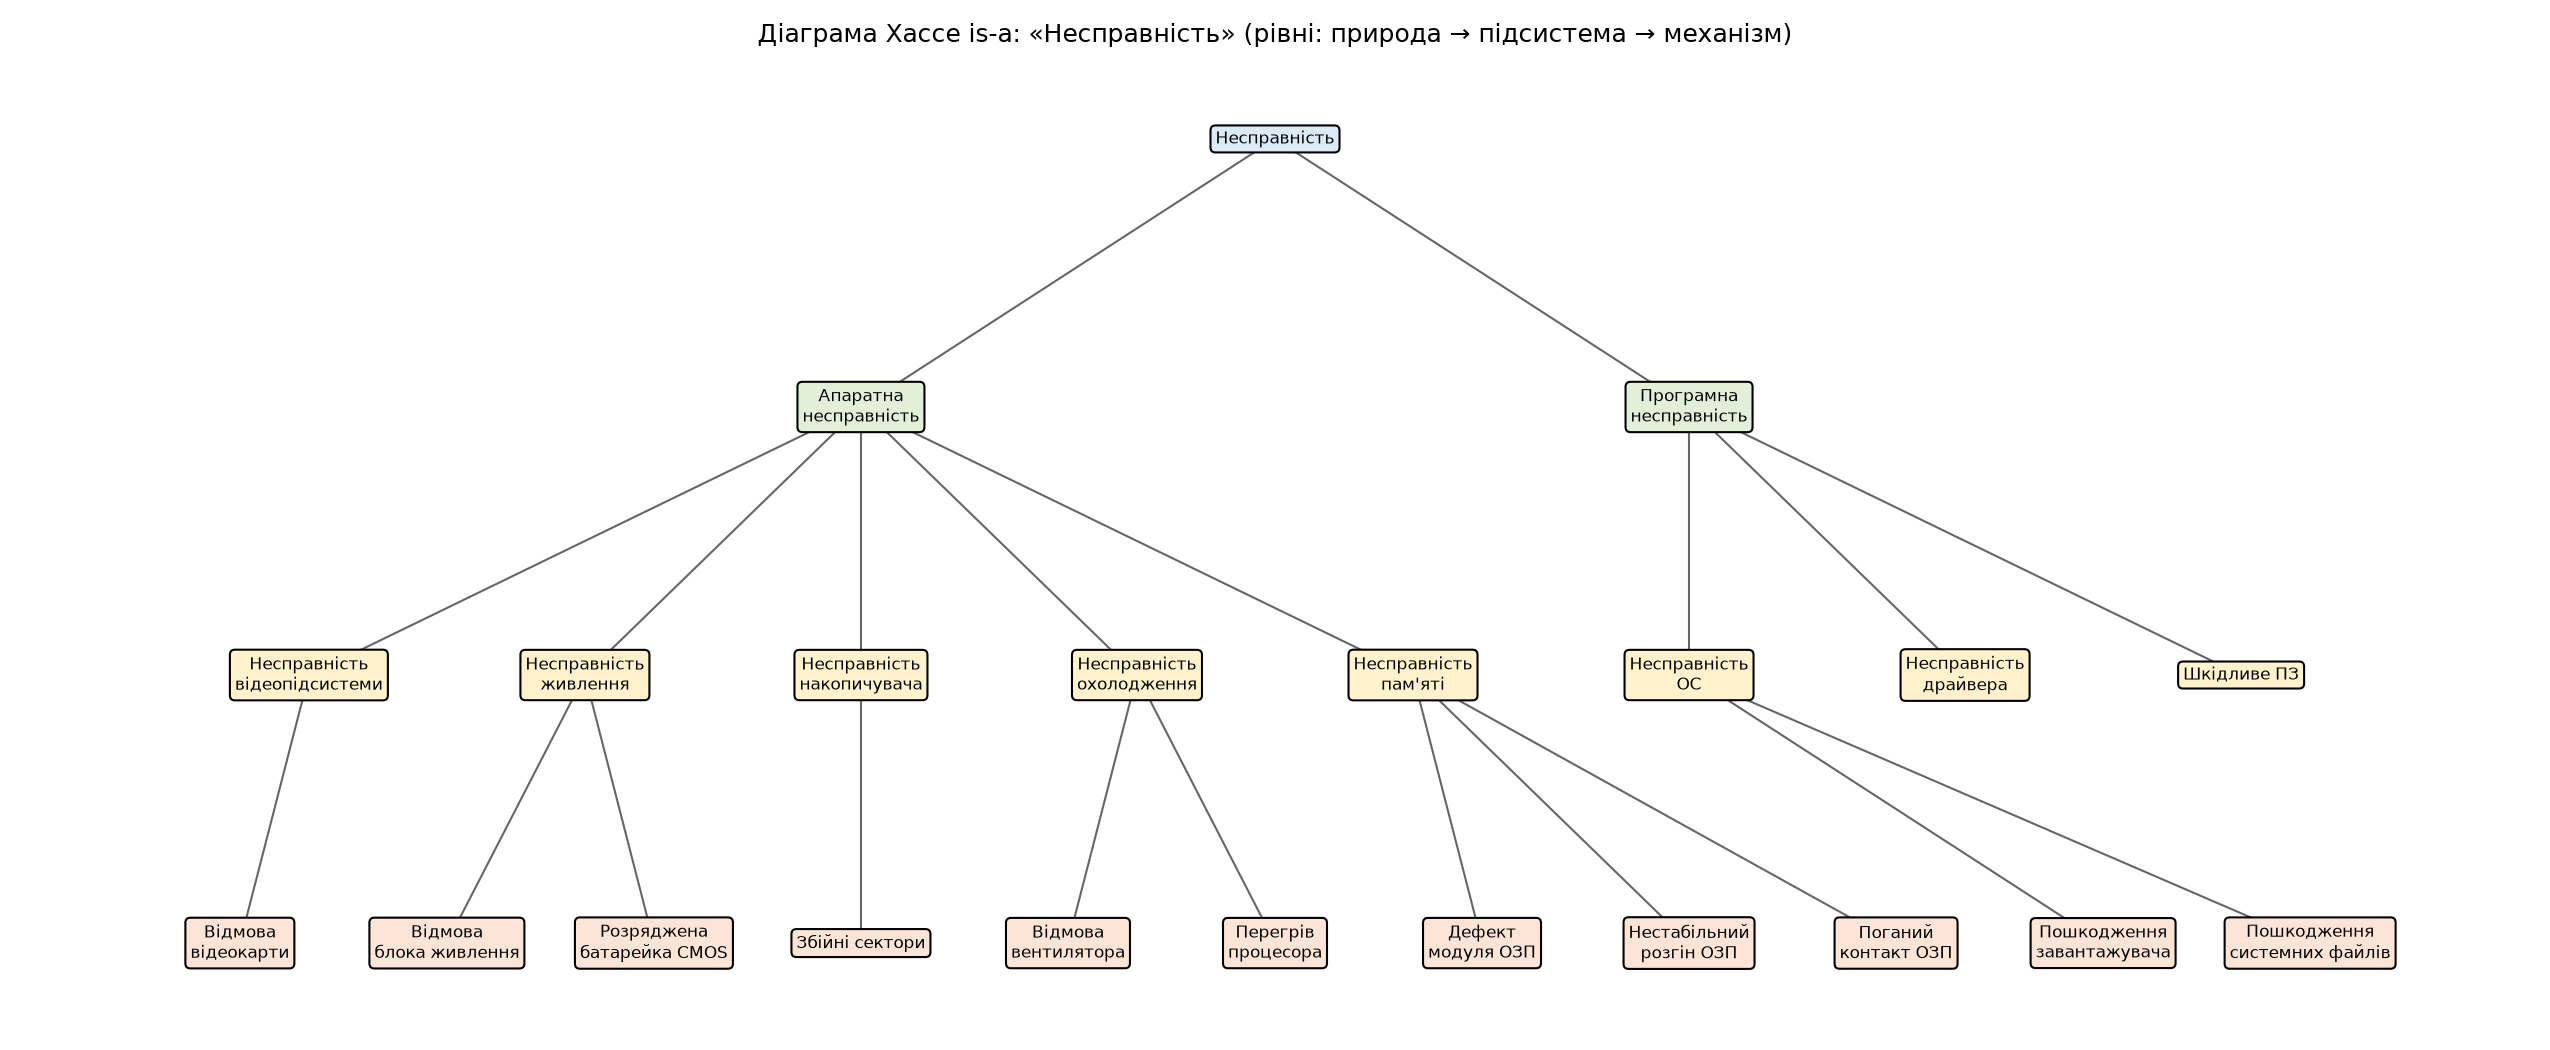 Діаграма Хассе is-a: «Несправність» (рівні: природа → підсистема → механізм)
Несправність
Апаратна
несправність
Програмна
несправність
Несправність
відеопідсистеми
Несправність
живлення
Несправність
накопичувача
Несправність
охолодження
Несправність
пам'яті
Несправність
ОС
Несправність
драйвера
Шкідливе ПЗ
Відмова
відеокарти
Відмова
блока живлення
Розряджена
батарейка CMOS
Збійні сектори
Відмова
вентилятора
Перегрів
процесора
Дефект
модуля ОЗП
Нестабільний
розгін ОЗП
Поганий
контакт ОЗП
Пошкодження
завантажувача
Пошкодження
системних файлів